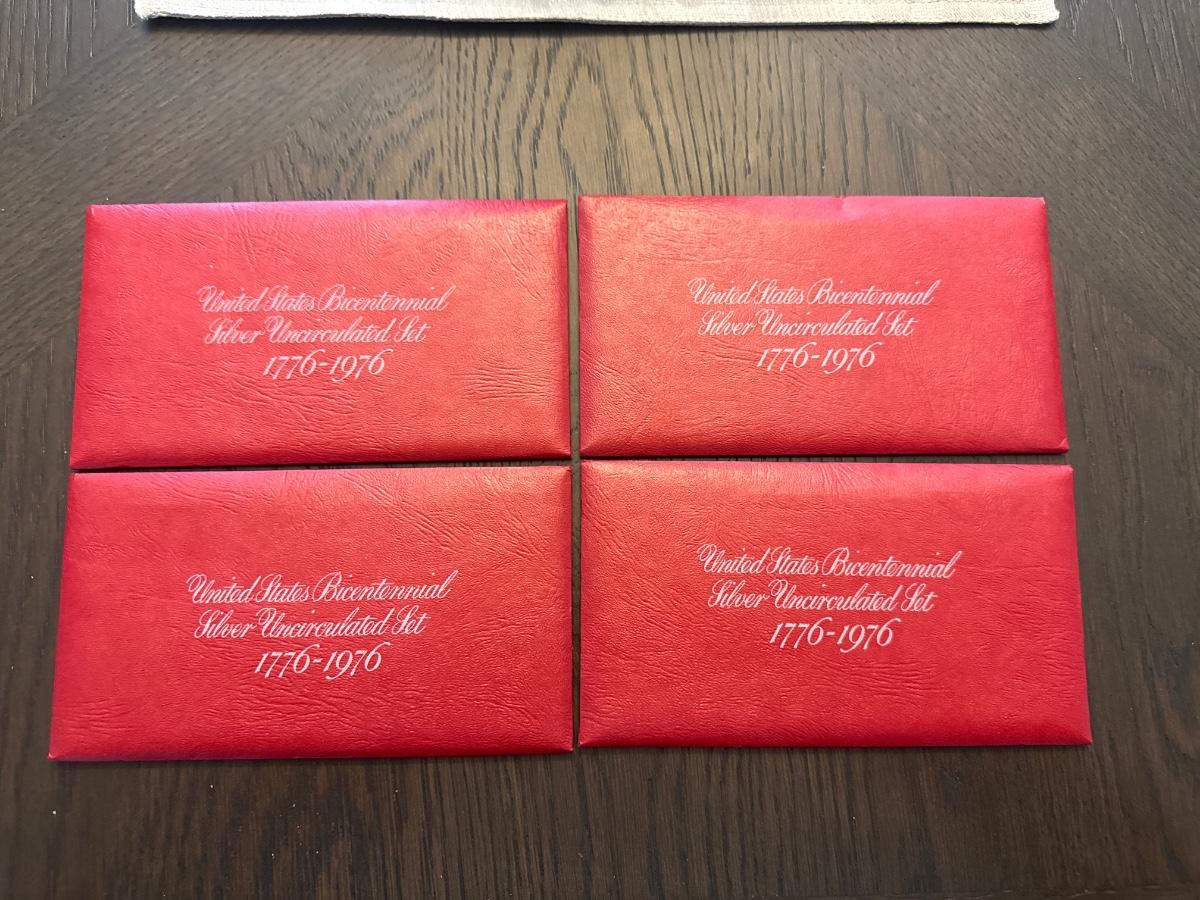 United States Bicentennial
Silver Uncirculated Set
1776-1976
United States Bicentennial
Silver Uncirculated Set
1776-1976
United States Bicentennial
Silver Uncirculated Set
1776-1976
United States Bicentennial
Silver Uncirculated Set
1776-1976